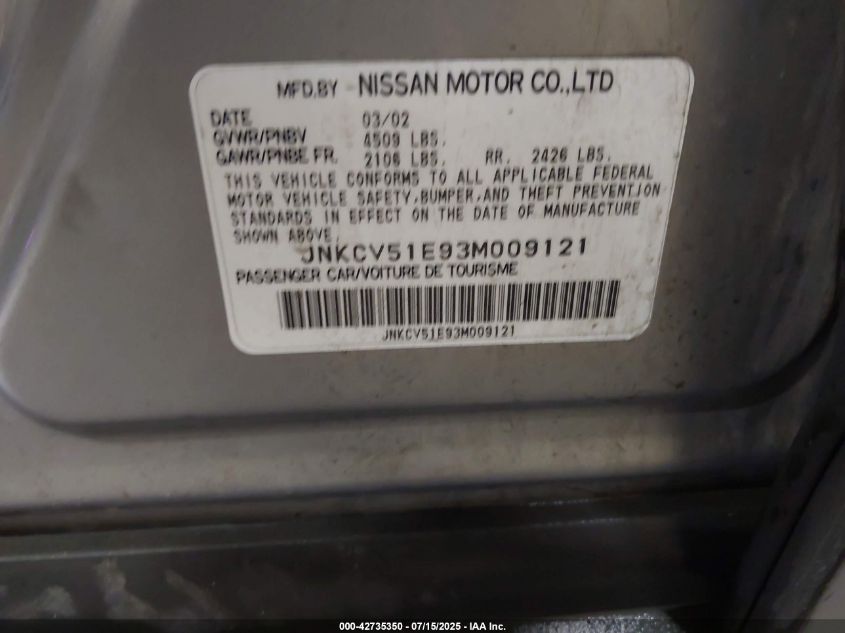 MFD.BY NISSAN MOTOR CO.,LTD
DATE 03/02
GVWR/PNBV 4509 LBS.
GAWR/PNBE FR. 2106 LBS. RR. 2426 LBS.
THIS VEHICLE CONFORMS TO ALL APPLICABLE FEDERAL
MOTOR VEHICLE SAFETY,BUMPER,AND THEFT PREVENTION
STANDARDS IN EFFECT ON THE DATE OF MANUFACTURE
SHOWN ABOVE.
JNKCV51E93M009121
PASSENGER CAR/VOITURE DE TOURISME
JNKCV51E93M009121
000-42735350 - 07/15/2025 - IAA Inc.